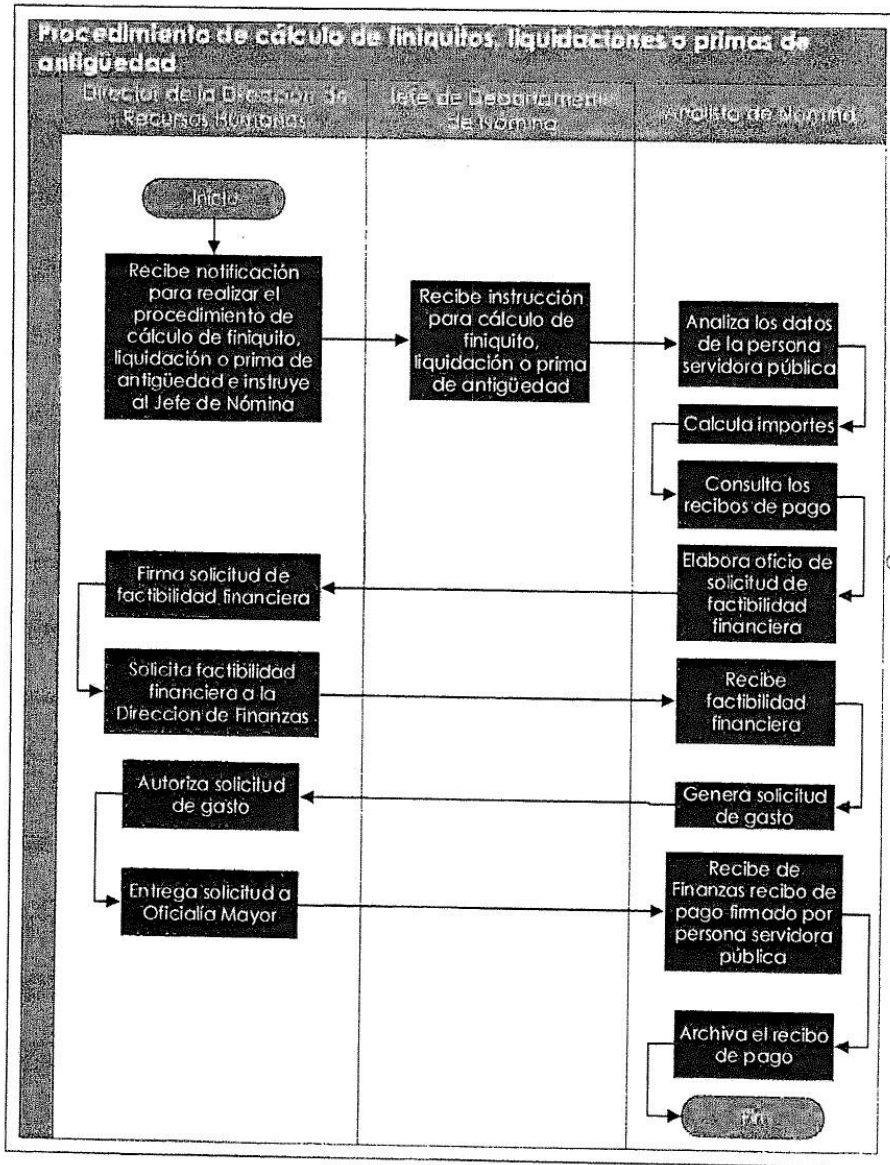 Procedimiento de cálculo de finiquitos, liquidaciones o primas de
antigüedad
Director de la Dirección de
Recursos Humanos
Jefe de Departamento
de Nómina
Analista de Nómina
Inicio
Recibe notificación
para realizar el
procedimiento de
cálculo de finiquito,
liquidación o prima de
antigüedad e instruye
al Jefe de Nómina
Recibe instrucción
para cálculo de
finiquito,
liquidación o prima
de antigüedad
Analiza los datos
de la persona
servidora pública
Calcula importes
Consulta los
recibos de pago
Elabora oficio de
solicitud de
factibilidad
financiera
Firma solicitud de
factibilidad financiera
Solicita factibilidad
financiera a la
Direccion de Finanzas
Recibe
factibilidad
financiera
Genera solicitud
de gasto
Autoriza solicitud
de gasto
Entrega solicitud a
Oficialía Mayor
Recibe de
Finanzas recibo de
pago firmado por
persona servidora
pública
Archiva el recibo
de pago
Fin